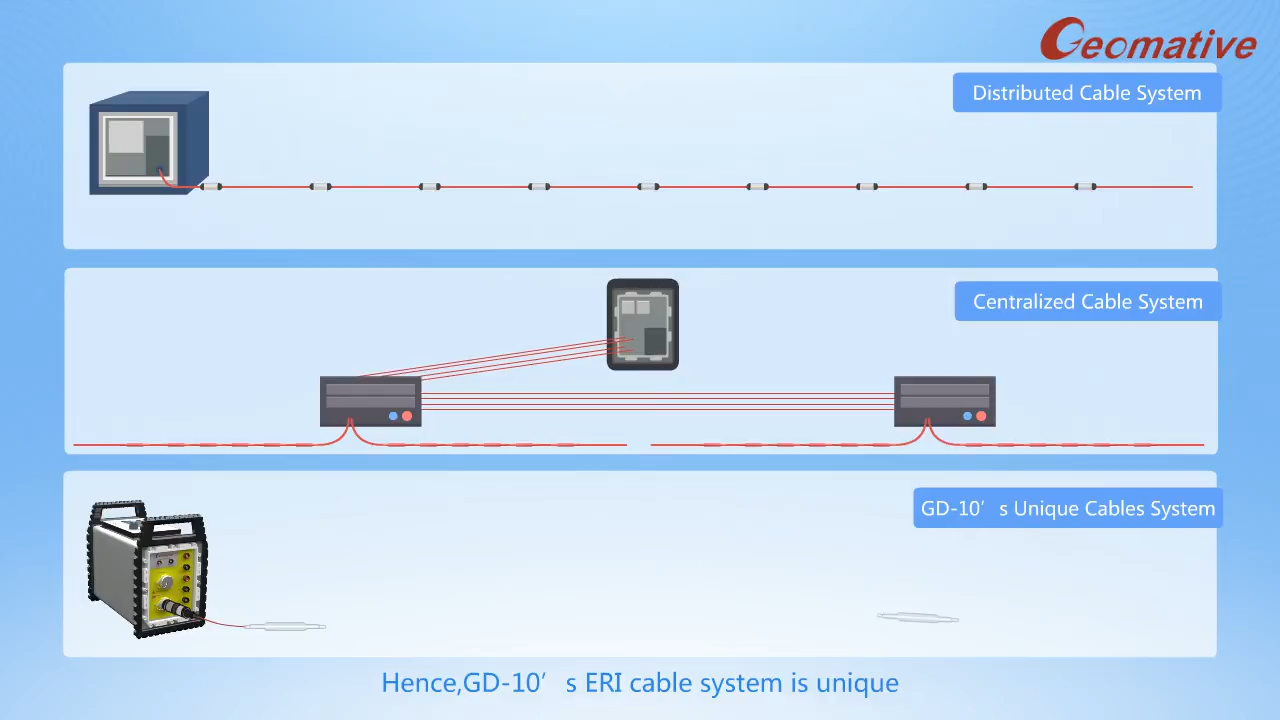 Geomative
Distributed Cable System
Centralized Cable System
GD-10′ s Unique Cables System
Hence,GD-10′ s ERI cable system is unique